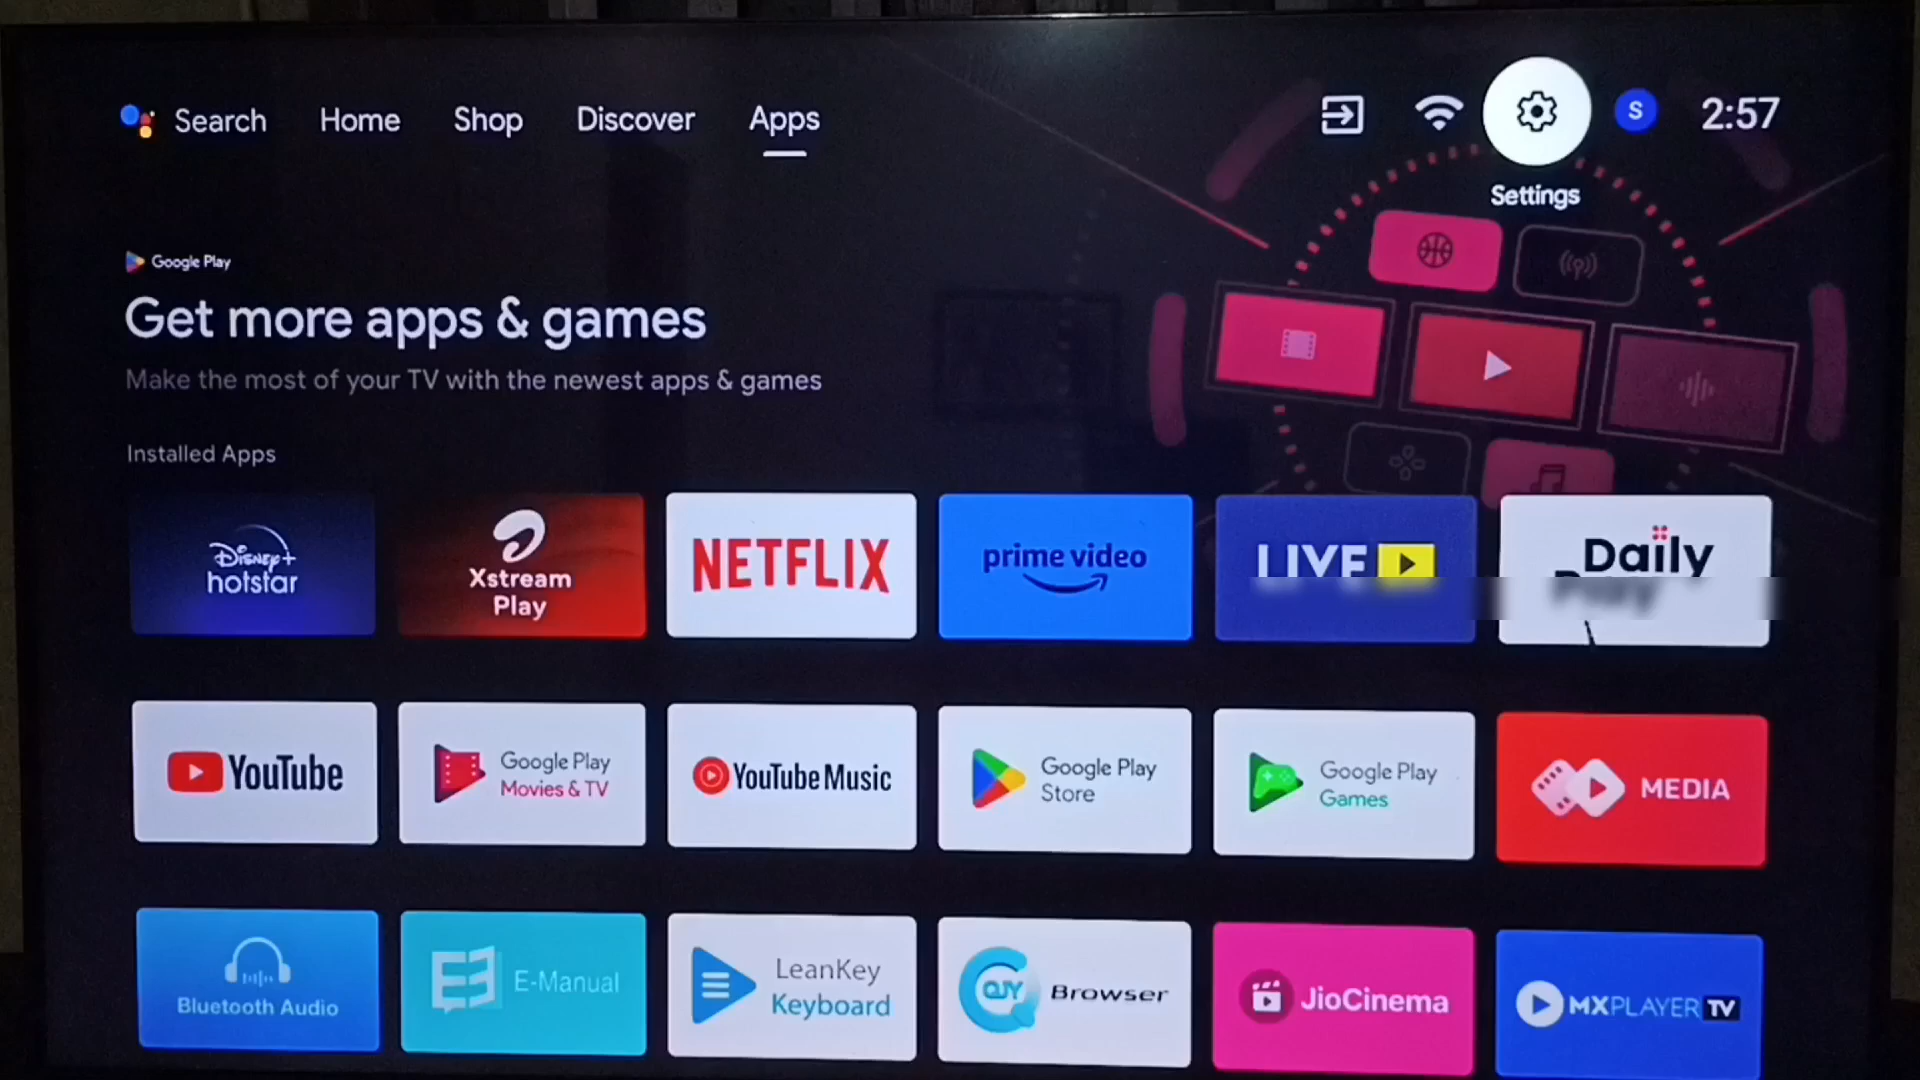 Search Home Shop Discover Apps S 2:57
Settings
Google Play
Get more apps & games
Make the most of your TV with the newest apps & games
Installed Apps
Disney+
hotstar
Xstream
Play
NETFLIX
prime video
LIVE
Daily
YouTube
Google Play
Movies & TV
YouTube Music
Google Play
Store
Google Play
Games
MEDIA
Bluetooth Audio
E-Manual
LeanKey
Keyboard
QJY Browser
JioCinema
MXPLAYER TV